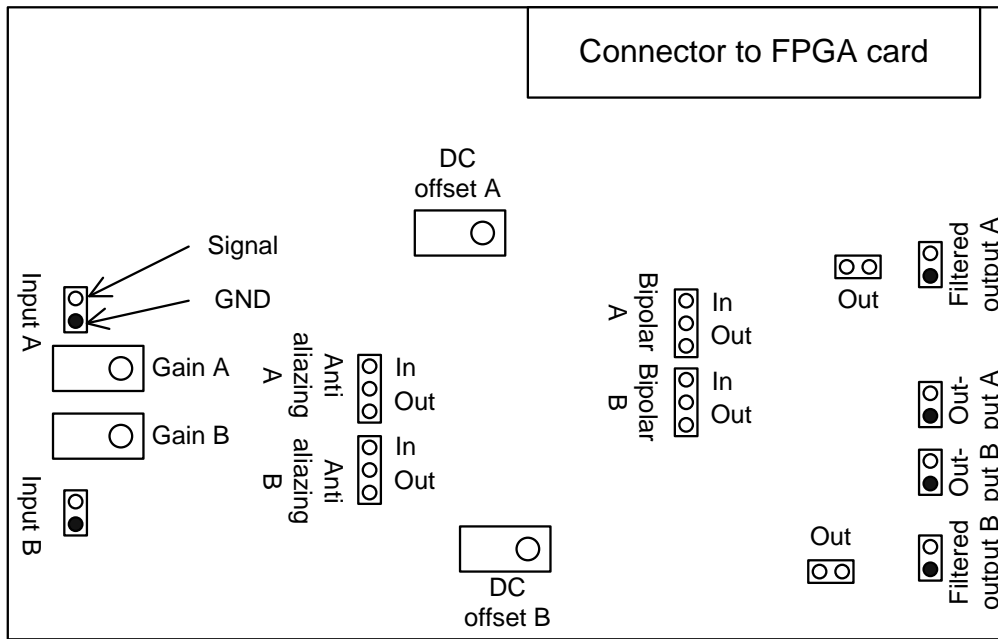 Connector to FPGA card
DC
offset A
Signal
GND
Input A
Gain A
Gain B
Input B
Anti
aliazing
A
In
Out
Anti
aliazing
B
In
Out
Bipolar
A
In
Out
Bipolar
B
In
Out
Out
Filtered
output A
Out-
put A
Out-
put B
Filtered
output B
Out
DC
offset B